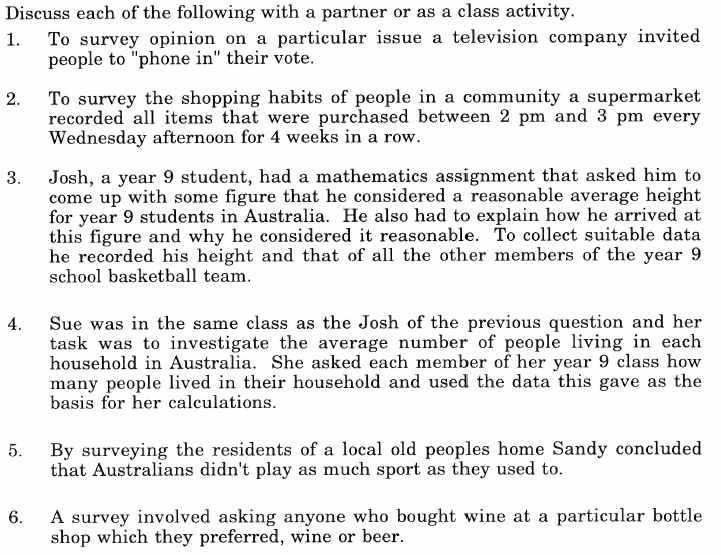 Discuss each of the following with a partner or as a class activity.
1. To survey opinion on a particular issue a television company invited
people to "phone in" their vote.
2. To survey the shopping habits of people in a community a supermarket
recorded all items that were purchased between 2 pm and 3 pm every
Wednesday afternoon for 4 weeks in a row.
3. Josh, a year 9 student, had a mathematics assignment that asked him to
come up with some figure that he considered a reasonable average height
for year 9 students in Australia. He also had to explain how he arrived at
this figure and why he considered it reasonable. To collect suitable data
he recorded his height and that of all the other members of the year 9
school basketball team.
4. Sue was in the same class as the Josh of the previous question and her
task was to investigate the average number of people living in each
household in Australia. She asked each member of her year 9 class how
many people lived in their household and used the data this gave as the
basis for her calculations.
5. By surveying the residents of a local old peoples home Sandy concluded
that Australians didn't play as much sport as they used to.
6. A survey involved asking anyone who bought wine at a particular bottle
shop which they preferred, wine or beer.